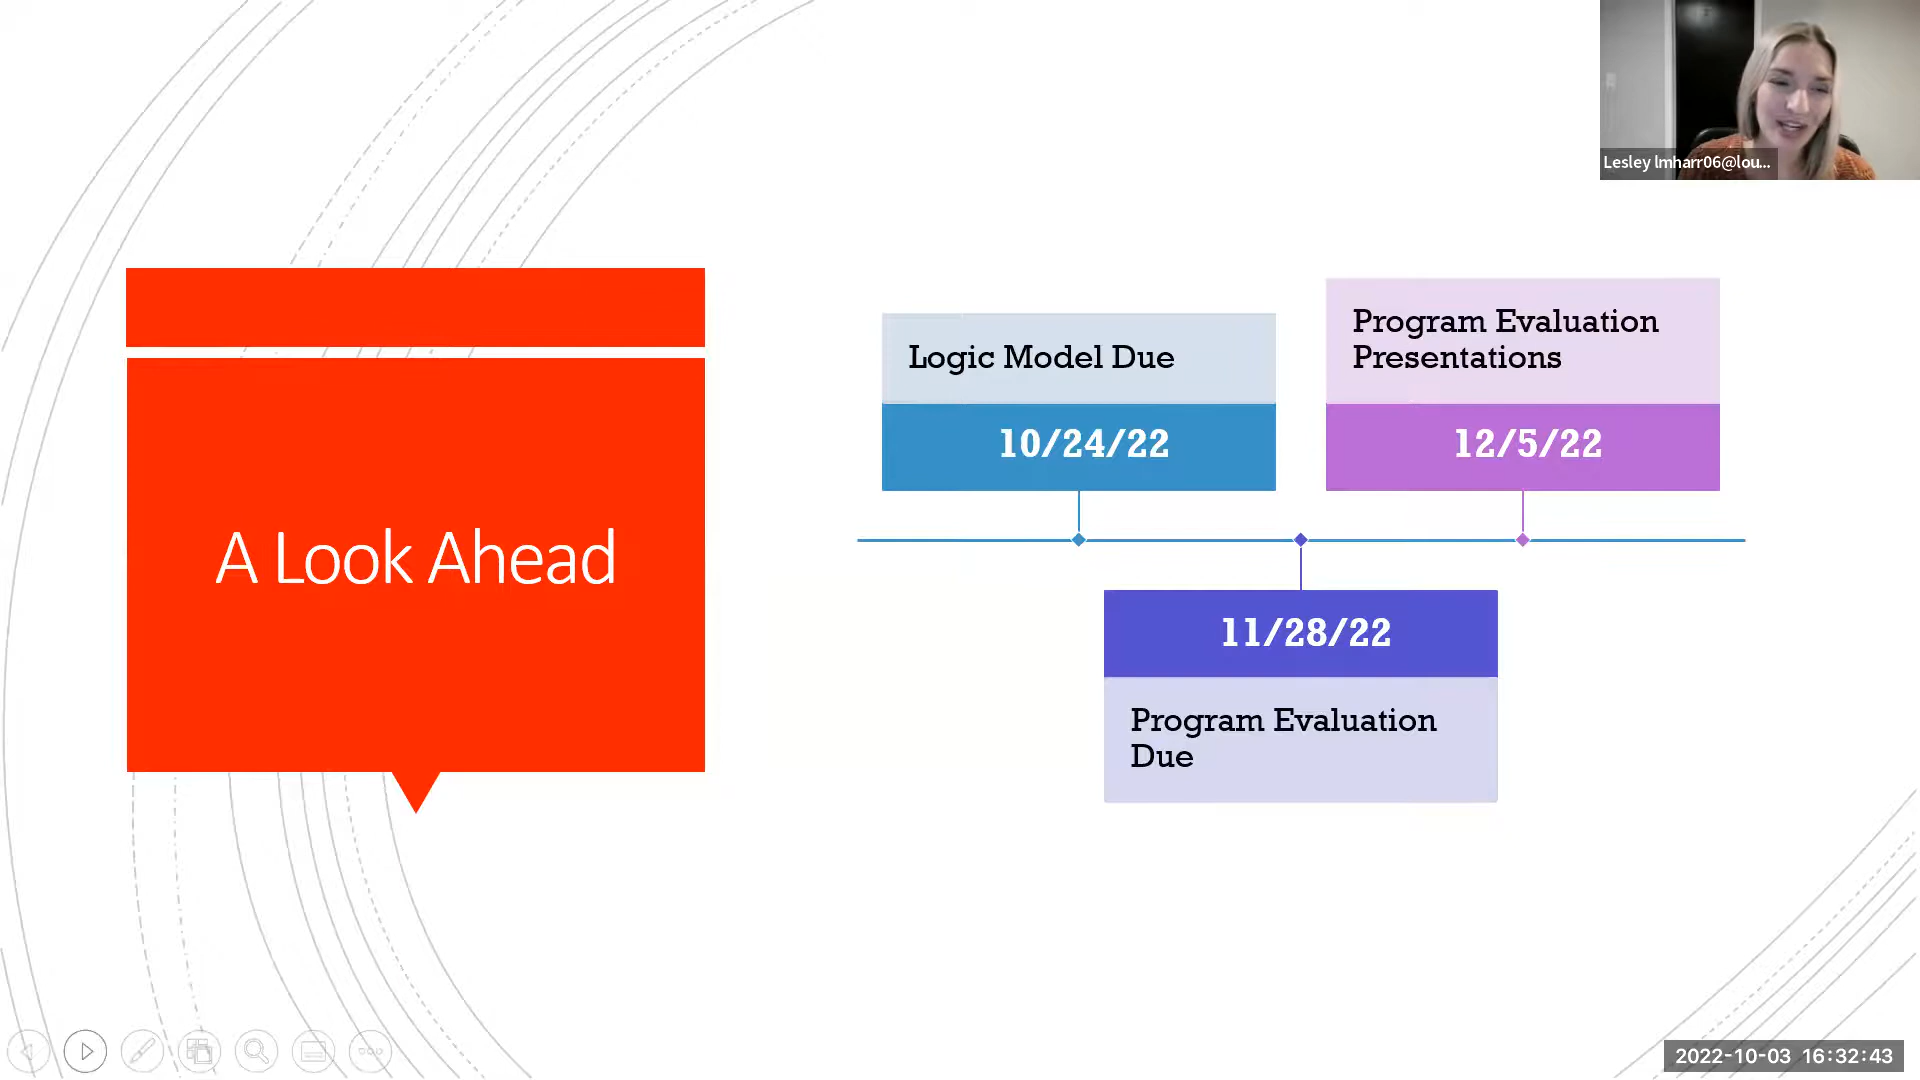 Lesley lmharr06@lou...
A Look Ahead
Logic Model Due
10/24/22
Program Evaluation
Presentations
12/5/22
11/28/22
Program Evaluation
Due
2022-10-03 16:32:43